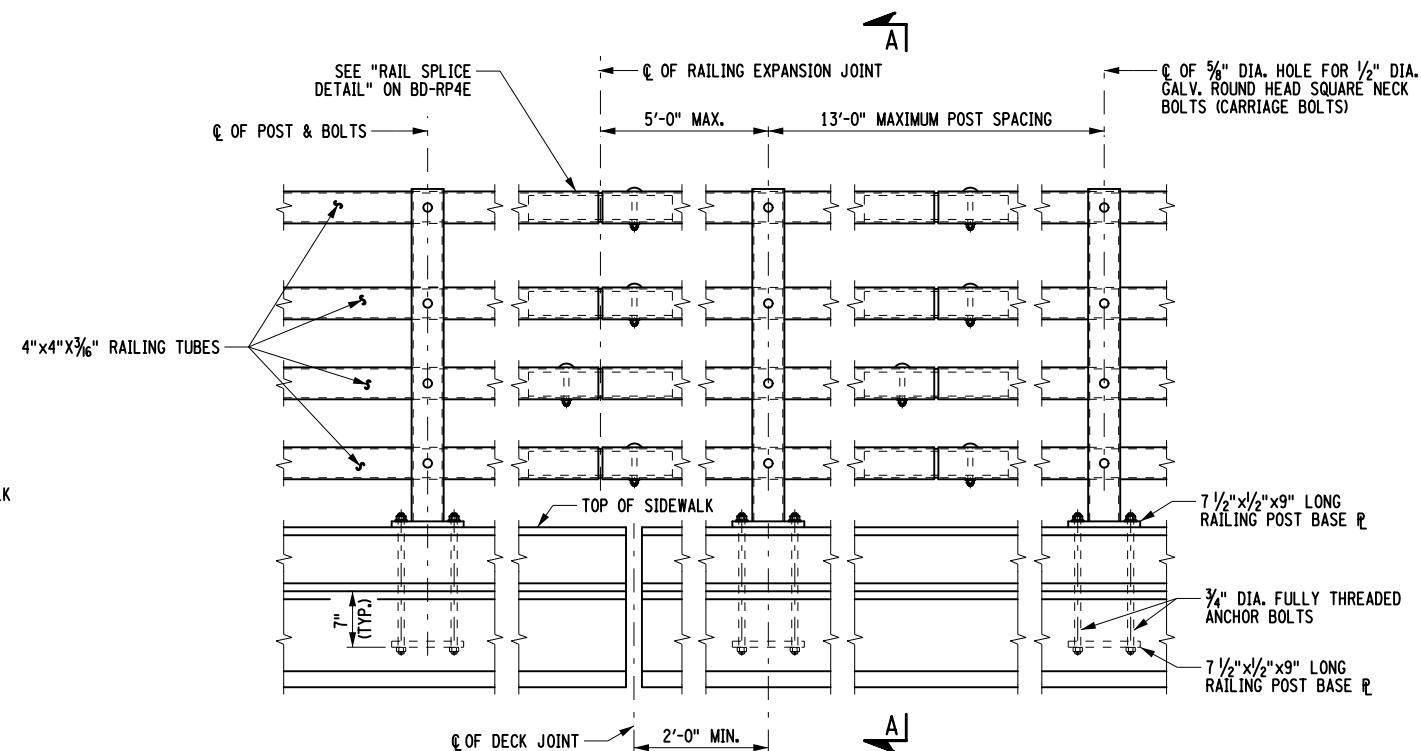 A
SEE "RAIL SPLICE
DETAIL" ON BD-RP4E
℄ OF RAILING EXPANSION JOINT
℄ OF 5/8" DIA. HOLE FOR 1/2" DIA.
GALV. ROUND HEAD SQUARE NECK
BOLTS (CARRIAGE BOLTS)
℄ OF POST & BOLTS
5'-0" MAX.
13'-0" MAXIMUM POST SPACING
4"x4"X3/16" RAILING TUBES
TOP OF SIDEWALK
7 1/2"x1/2"x9" LONG
RAILING POST BASE ⅊
7"
(TYP.)
3/4" DIA. FULLY THREADED
ANCHOR BOLTS
7 1/2"x1/2"x9" LONG
RAILING POST BASE ⅊
℄ OF DECK JOINT
2'-0" MIN.
A